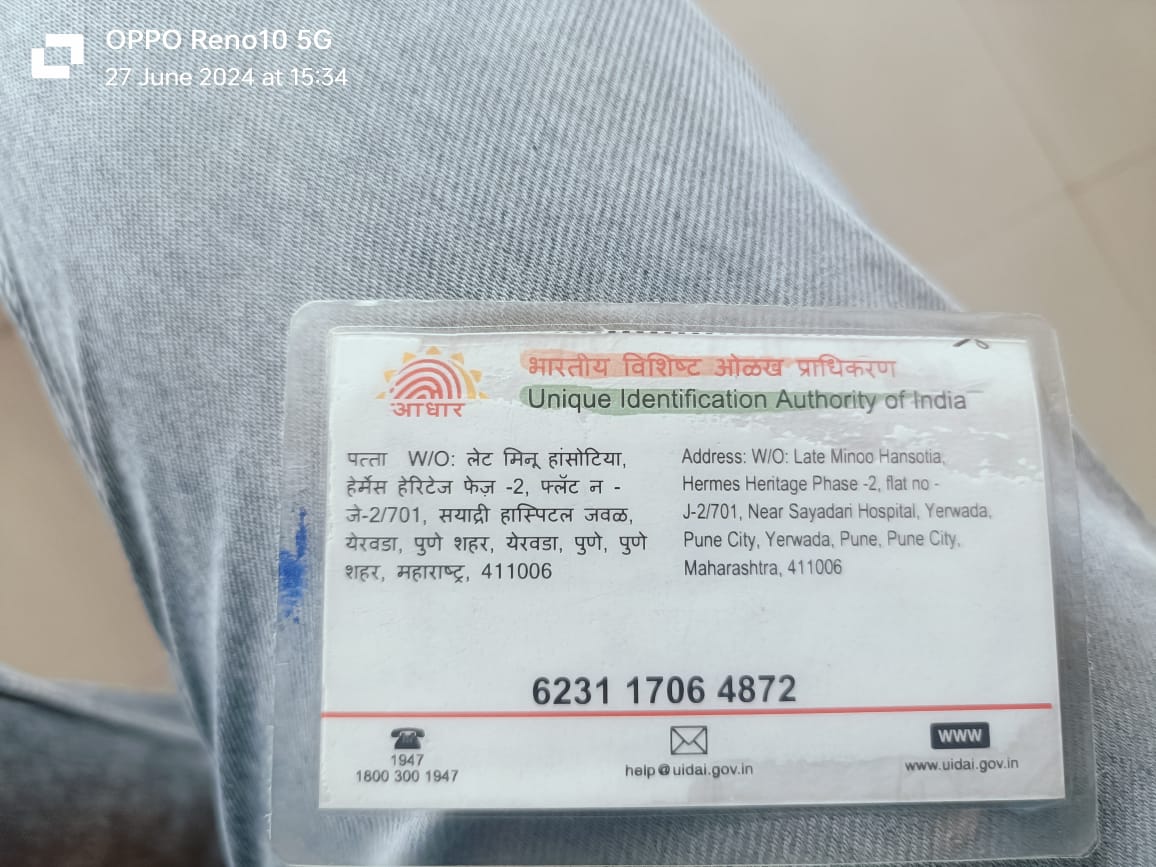 OPPO Reno10 5G
27 June 2024 at 15:34
आधार
भारतीय विशिष्ट ओळख प्राधिकरण
Unique Identification Authority of India
पत्ता W/O: लेट मिनू हांसोटिया,
हेर्मेस हेरिटेज फेज़ -2, फ्लॅट न -
जे-2/701, सयाद्री हास्पिटल जवळ,
येरवडा, पुणे शहर, येरवडा, पुणे, पुणे
शहर, महाराष्ट्र, 411006
Address: W/O: Late Minoo Hansotia,
Hermes Heritage Phase -2, flat no -
J-2/701, Near Sayadari Hospital, Yerwada,
Pune City, Yerwada, Pune, Pune City,
Maharashtra, 411006
6231 1706 4872
1947
1800 300 1947
help@uidai.gov.in
WWW
www.uidai.gov.in